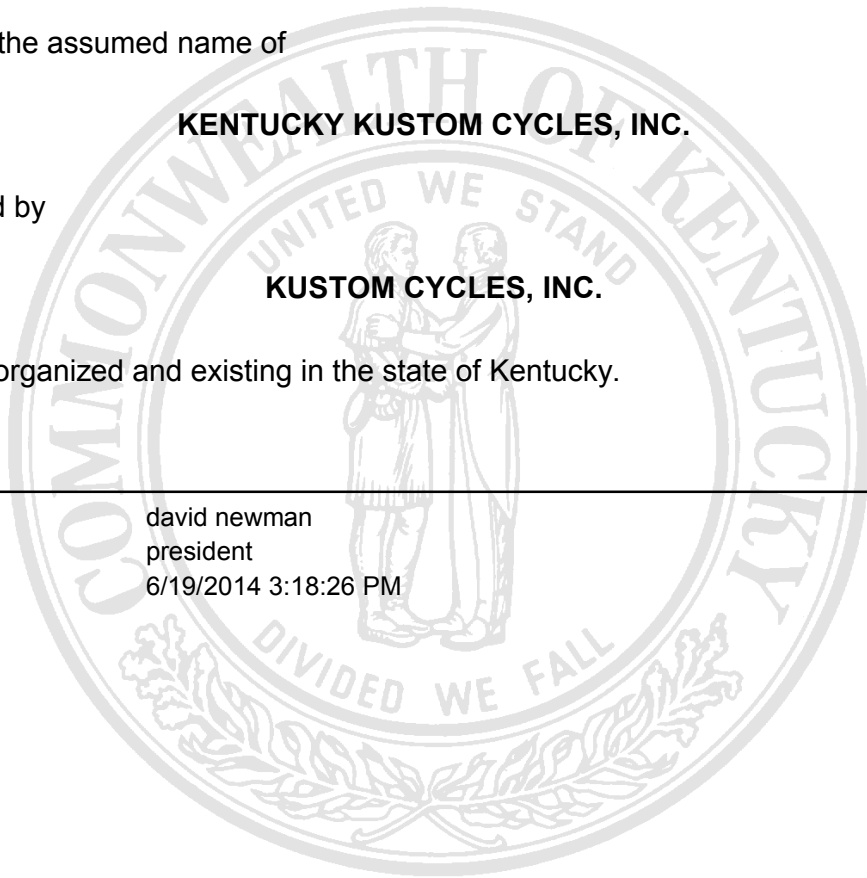 the assumed name of
KENTUCKY KUSTOM CYCLES, INC.
d by
KUSTOM CYCLES, INC.
organized and existing in the state of Kentucky.
david newman
president
6/19/2014 3:18:26 PM
COMMONWEALTH OF KENTUCKY
UNITED WE STAND
DIVIDED WE FALL